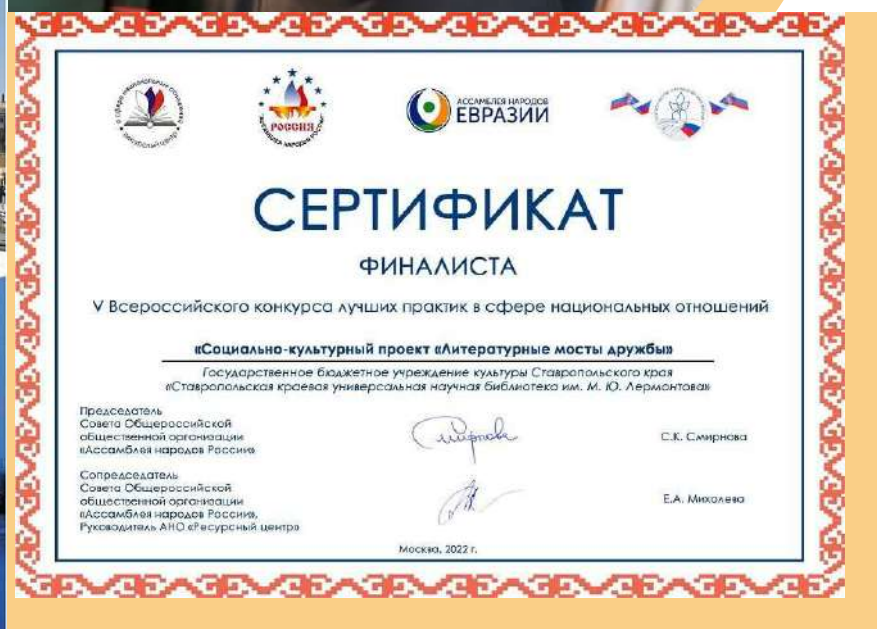 РОССИЯ
АССАМБЛЕЯ НАРОДОВ
ЕВРАЗИИ
СЕРТИФИКАТ
ФИНАЛИСТА
V Всероссийского конкурса лучших практик в сфере национальных отношений
«Социально-культурный проект «Литературные мосты дружбы»
Государственное бюджетное учреждение культуры Ставропольского края
«Ставропольская краевая универсальная научная библиотека им. М. Ю. Лермонтова»
Председатель
Совета Общероссийской
общественной организации
«Ассамблея народов России»
С.К. Смирнова
Сопредседатель
Совета Общероссийской
общественной организации
«Ассамблея народов России»,
Руководитель АНО «Ресурсный центр»
Е.А. Михалева
Москва, 2022 г.